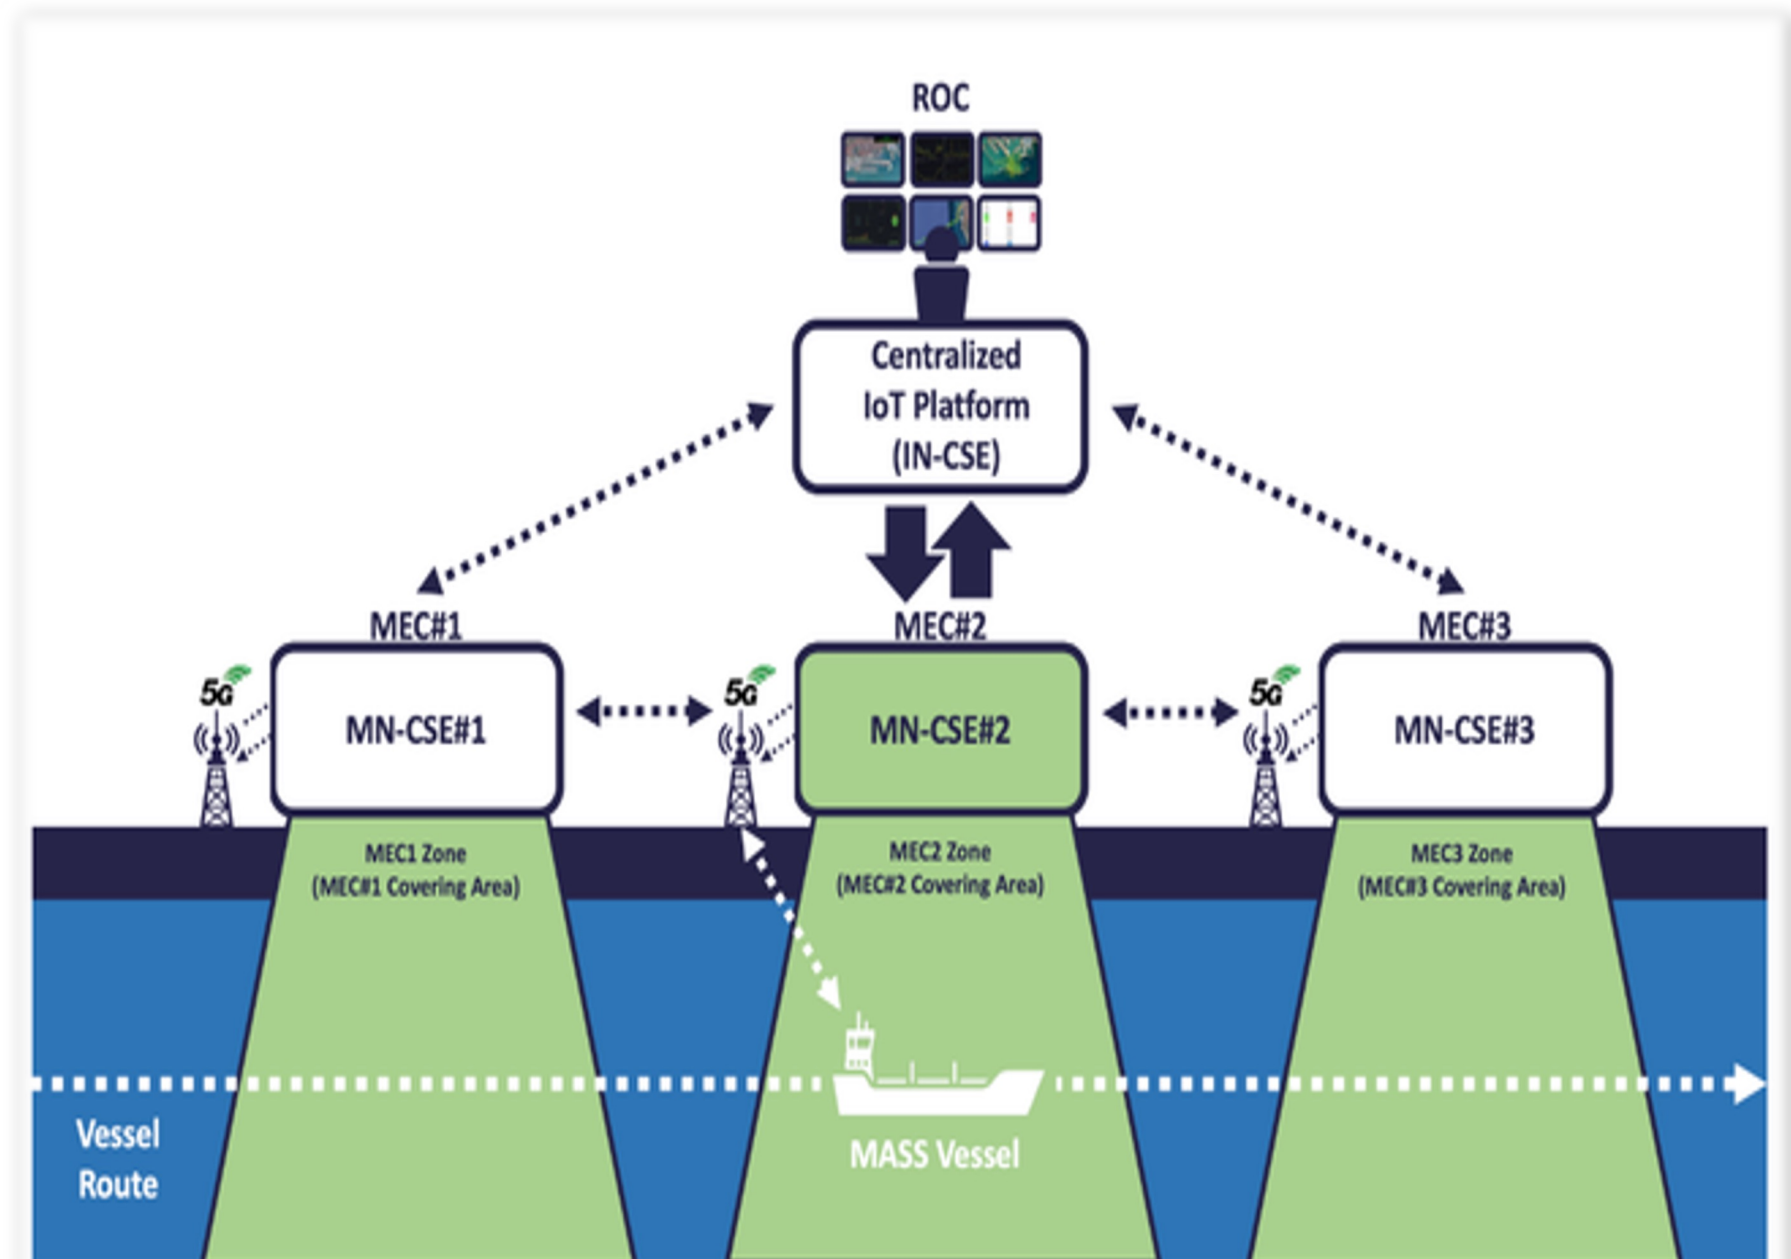 ROC
Centralized
IoT Platform
(IN-CSE)
MEC#1
MEC#2
MEC#3
5G
MN-CSE#1
5G
MN-CSE#2
5G
MN-CSE#3
MEC1 Zone
(MEC#1 Covering Area)
MEC2 Zone
(MEC#2 Covering Area)
MEC3 Zone
(MEC#3 Covering Area)
Vessel
Route
MASS Vessel